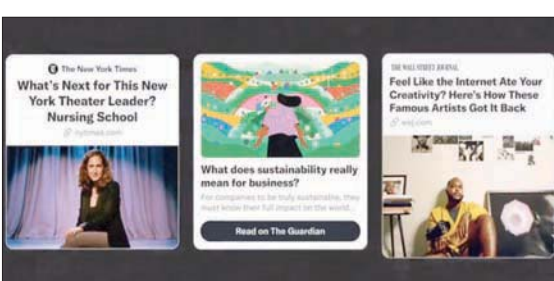 The New York Times
What's Next for This New
York Theater Leader?
Nursing School
nytimes.com
What does sustainability really
mean for business?
For companies to be truly sustainable, they
must know their full impact on the world...
Read on The Guardian
THE WALL STREET JOURNAL
Feel Like the Internet Ate Your
Creativity? Here's How These
Famous Artists Got It Back
wsj.com